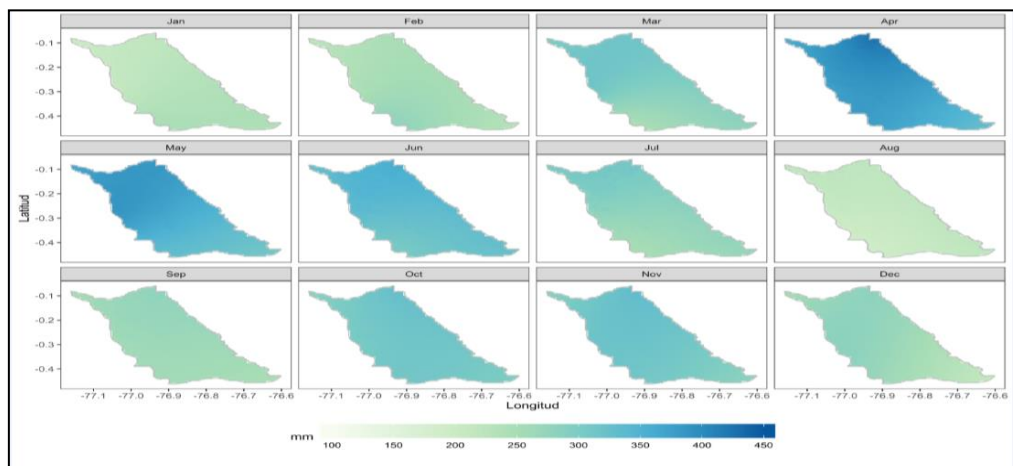 Jan Feb Mar Apr
-0.1
-0.2
-0.3
-0.4
May Jun Jul Aug
-0.1
-0.2
-0.3
-0.4
Latitud
Sep Oct Nov Dec
-0.1
-0.2
-0.3
-0.4
-77.1 -77.0 -76.9 -76.8 -76.7 -76.6 -77.1 -77.0 -76.9 -76.8 -76.7 -76.6 -77.1 -77.0 -76.9 -76.8 -76.7 -76.6 -77.1 -77.0 -76.9 -76.8 -76.7 -76.6
Longitud
mm 100 150 200 250 300 350 400 450